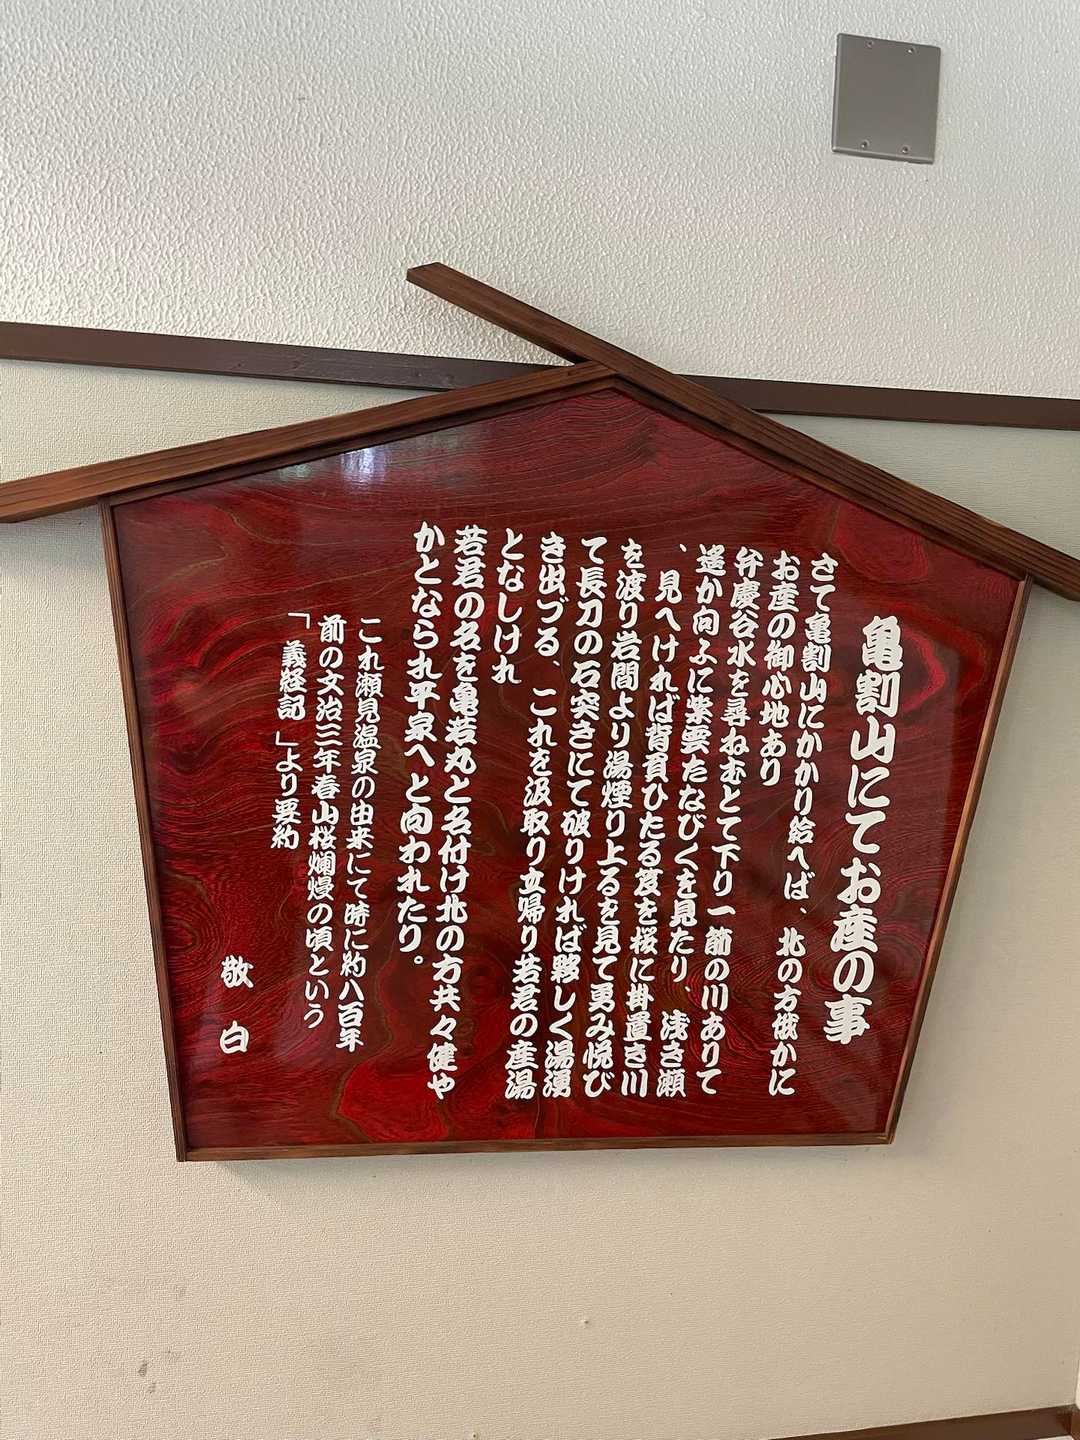 亀割山にてお産の事
さて亀割山にかかり給へば、北の方俄かに
お産の御心地あり
弁慶谷水を尋ねむとて下り一筋の川ありて
遙か向ふに紫雲たなびくを見たり、浅き瀬
、見へければ背負ひたる笈を桜に掛置き川
を渡り岩間より湯煙り上るを見て勇み悦び
て長刀の石突きにて破りければ夥しく湯湧
き出づる、これを汲取り立帰り若君の産湯
となしけれ
若君の名を亀若丸と名付け北の方共々健や
かとなられ平家へと向われたり。
これ瀬見温泉の由来にて時に約八百年
前の文治三年春山桜爛熳の頃という
「義経記」より要約
敬白